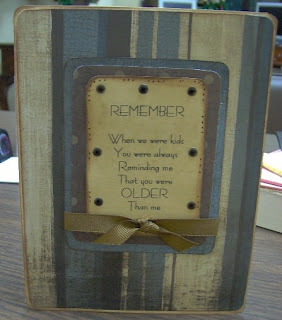 REMEMBER
When we were kids
You were always
Reminding me
That you were
OLDER
Than me